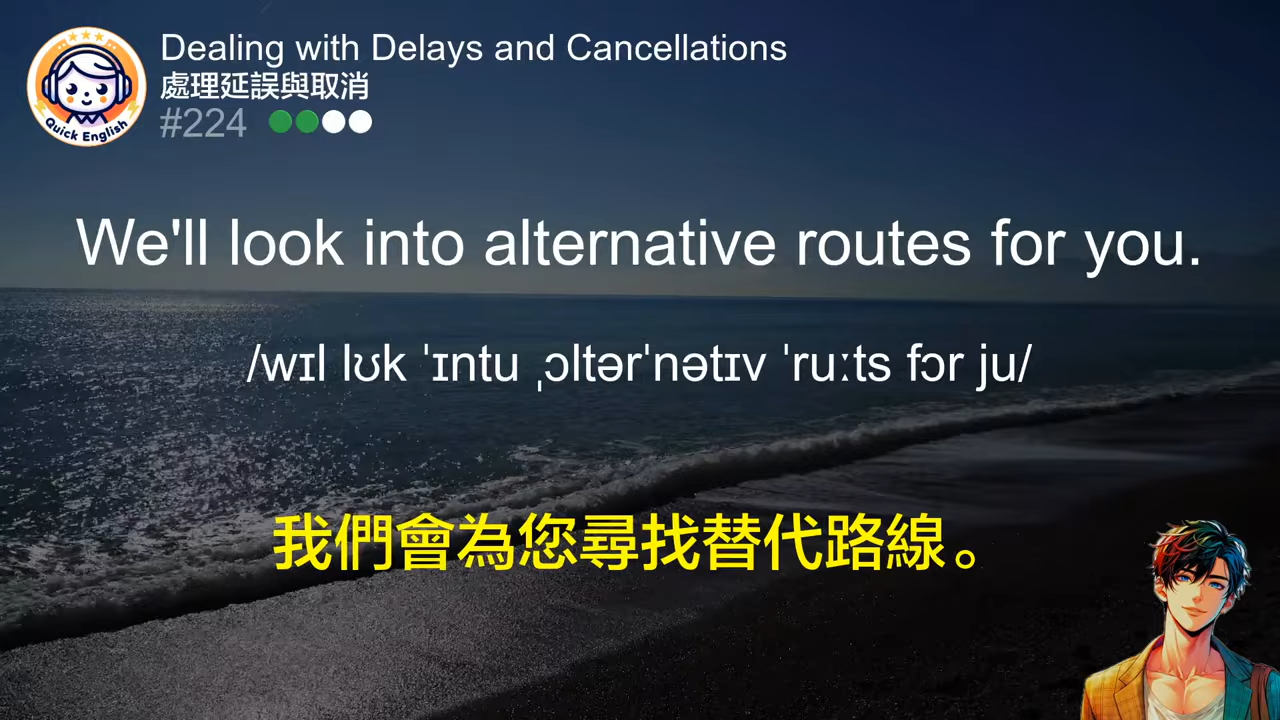 Dealing with Delays and Cancellations
處理延誤與取消
#224
Quick English
We'll look into alternative routes for you.
/wɪl lʊk ˈɪntu ˌɔltərˈnətɪv ˈruːts fɔr ju/
我們會為您尋找替代路線。